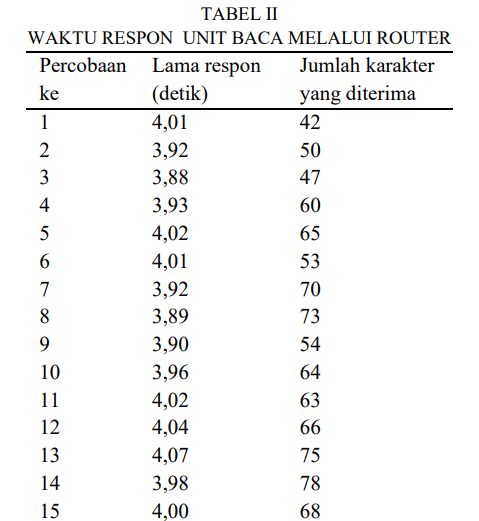 TABEL II
WAKTU RESPON UNIT BACA MELALUI ROUTER
Percobaan Lama respon Jumlah karakter
ke (detik) yang diterima
1 4,01 42
2 3,92 50
3 3,88 47
4 3,93 60
5 4,02 65
6 4,01 53
7 3,92 70
8 3,89 73
9 3,90 54
10 3,96 64
11 4,02 63
12 4,04 66
13 4,07 75
14 3,98 78
15 4,00 68